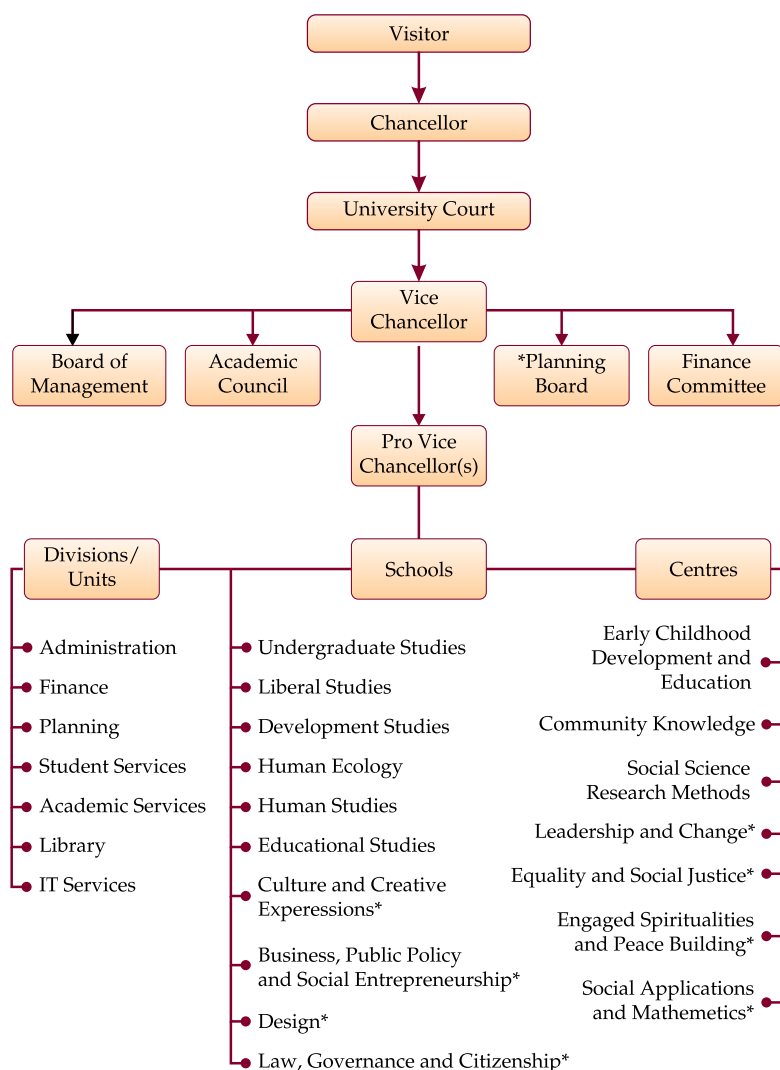 Visitor
Chancellor
University Court
Vice
Chancellor
Board of
Management
Academic
Council
*Planning
Board
Finance
Committee
Pro Vice
Chancellor(s)
Divisions/
Units
Schools
Centres
Administration
Finance
Planning
Student Services
Academic Services
Library
IT Services
Undergraduate Studies
Liberal Studies
Development Studies
Human Ecology
Human Studies
Educational Studies
Culture and Creative
Experessions*
Business, Public Policy
and Social Entrepreneurship*
Design*
Law, Governance and Citizenship*
Early Childhood
Development and
Education
Community Knowledge
Social Science
Research Methods
Leadership and Change*
Equality and Social Justice*
Engaged Spiritualities
and Peace Building*
Social Applications
and Mathemetics*